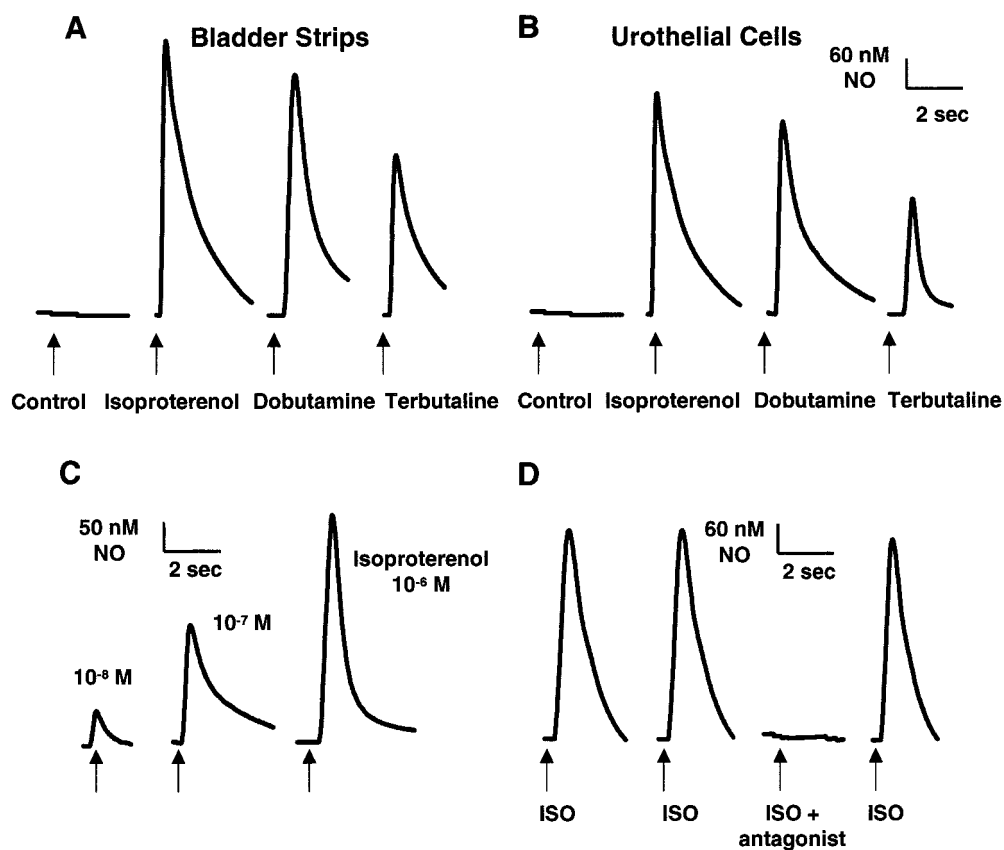 A
Bladder Strips
Control Isoproterenol Dobutamine Terbutaline
B
Urothelial Cells
60 nM
NO
2 sec
Control Isoproterenol Dobutamine Terbutaline
C
50 nM
NO
2 sec
10⁻⁸ M
10⁻⁷ M
Isoproterenol
10⁻⁶ M
D
60 nM
NO
2 sec
ISO
ISO
ISO +
antagonist
ISO